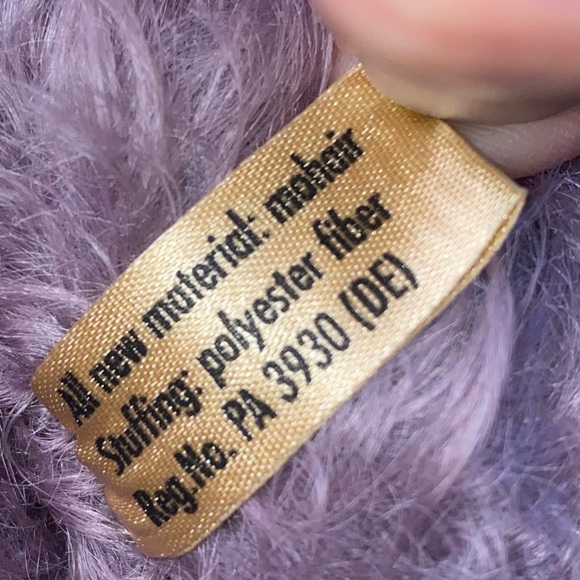 All new material: mohair
Stuffing: polyester fiber
Reg.No. PA 3930 (DE)